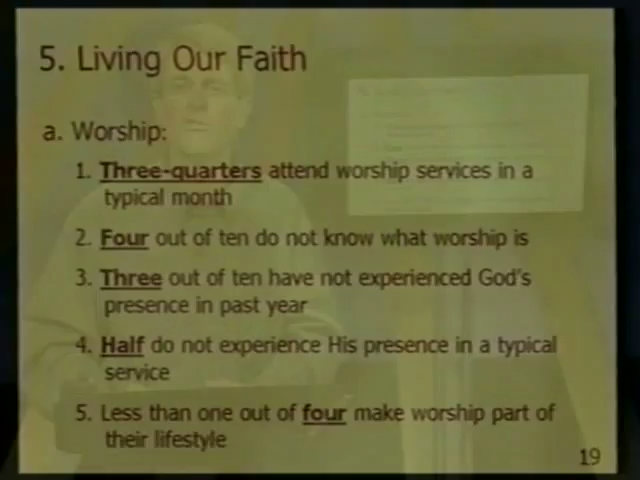 5. Living Our Faith
a. Worship:
1. Three-quarters attend worship services in a
typical month
2. Four out of ten do not know what worship is
3. Three out of ten have not experienced God's
presence in past year
4. Half do not experience His presence in a typical
service
5. Less than one out of four make worship part of
their lifestyle
19